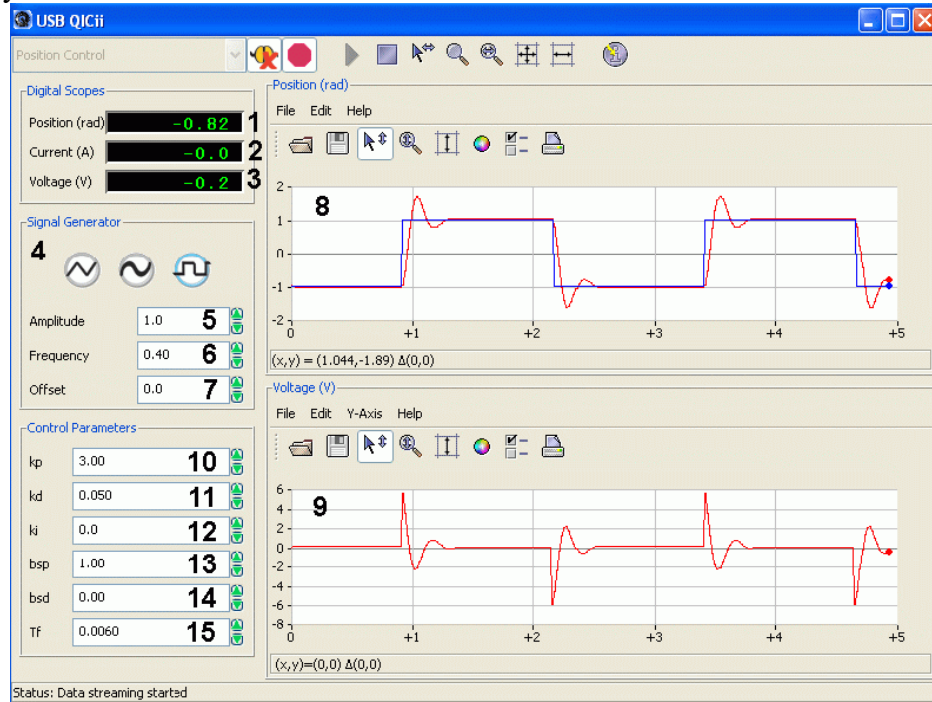 USB QICii
Position Control
Digital Scopes
Position (rad) -0.82 1
Current (A) -0.0 2
Voltage (V) -0.2 3
Signal Generator
4
Amplitude 1.0 5
Frequency 0.40 6
Offset 0.0 7
Control Parameters
kp 3.00 10
kd 0.050 11
ki 0.0 12
bsp 1.00 13
bsd 0.00 14
Tf 0.0060 15
Position (rad)
File Edit Help
8
2
1
0
-1
-2
0 +1 +2 +3 +4 +5
(x,y) = (1.044,-1.89) Δ(0,0)
Voltage (V)
File Edit Y-Axis Help
9
6
4
2
0
-2
-4
-6
-8
0 +1 +2 +3 +4 +5
(x,y)=(0,0) Δ(0,0)
Status: Data streaming started